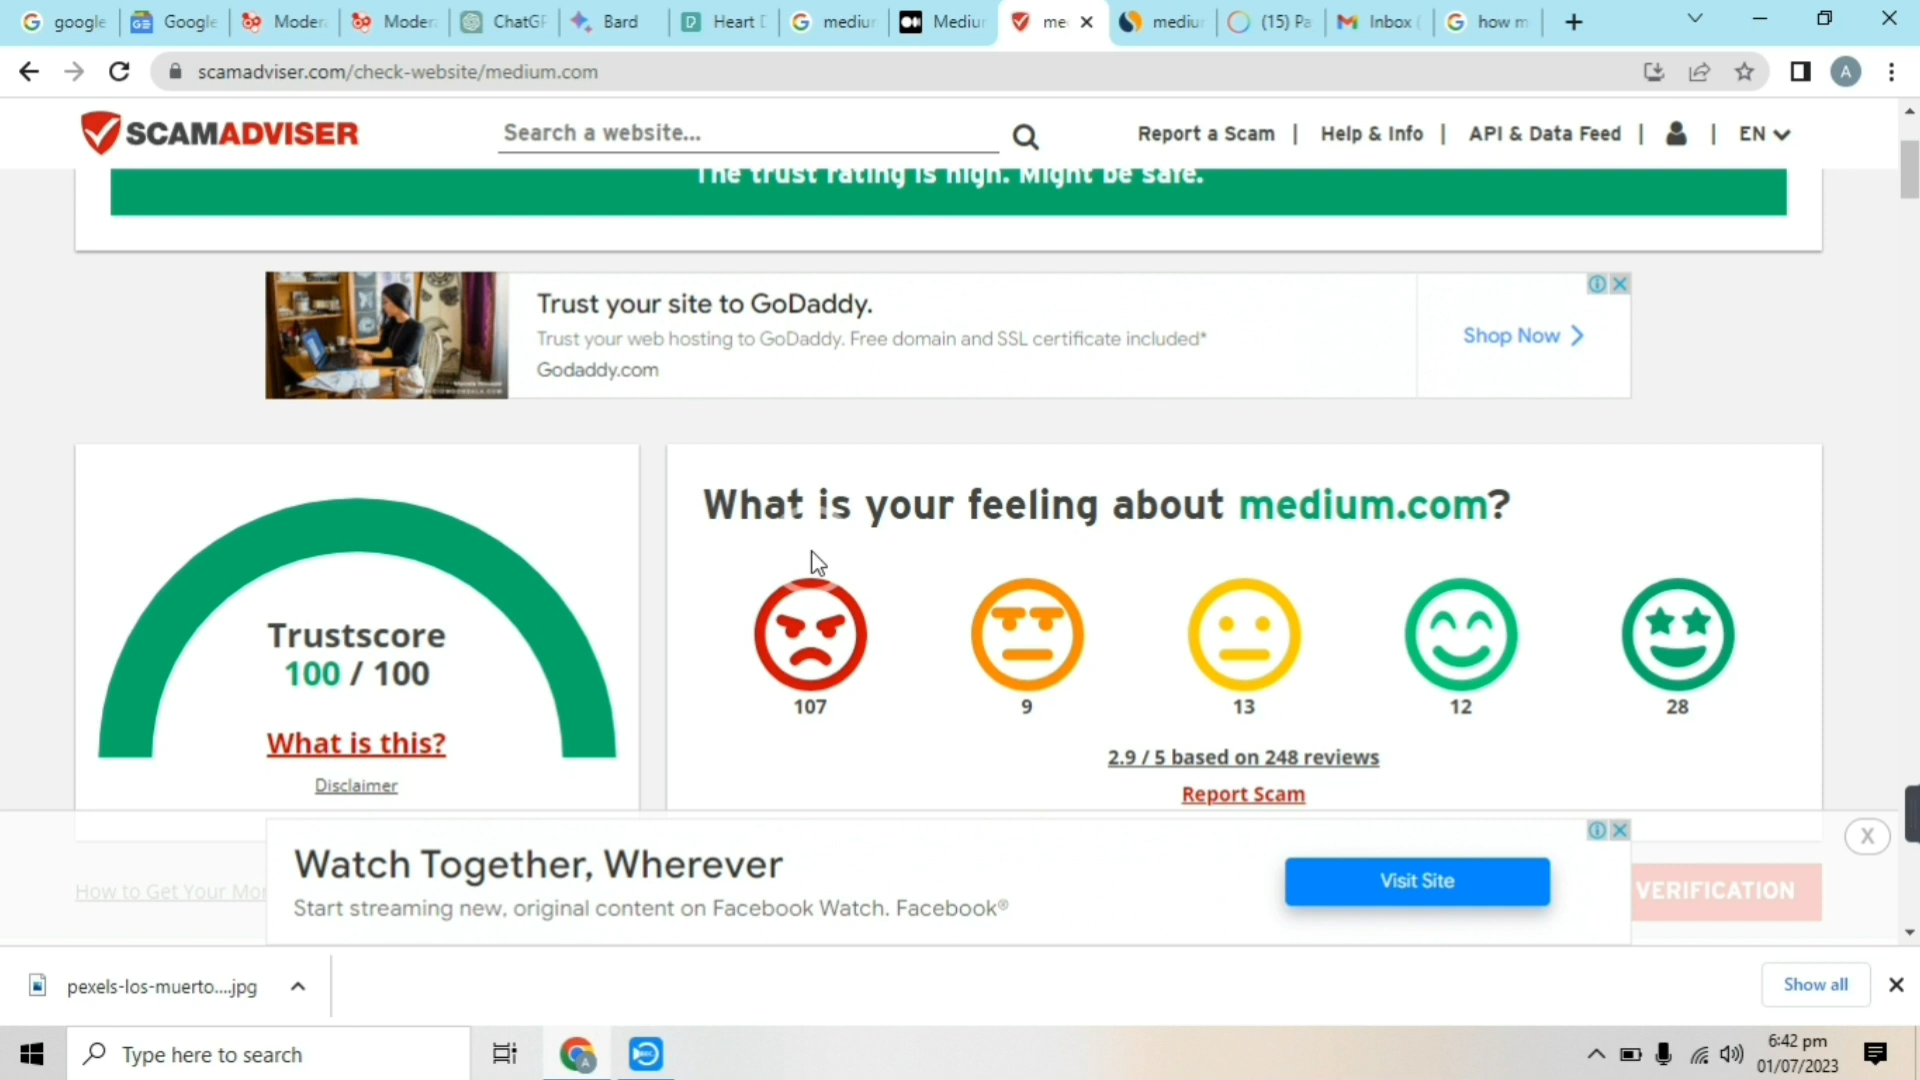 google
Google
Moder
Moder
ChatGP
Bard
Heart
medium
Medium
me
medium
(15) Pa
Inbox (
how m
scamadviser.com/check-website/medium.com
A
SCAMADVISER
Search a website...
Report a Scam | Help & Info | API & Data Feed | | EN
The trust rating is high. Might be safe.
Trust your site to GoDaddy.
Trust your web hosting to GoDaddy. Free domain and SSL certificate included*
Godaddy.com
Shop Now
What is your feeling about medium.com?
Trustscore
100 / 100
What is this?
Disclaimer
107 9 13 12 28
2.9 / 5 based on 248 reviews
Report Scam
How to Get Your Mon
Watch Together, Wherever
Start streaming new, original content on Facebook Watch. Facebook®
Visit Site
VERIFICATION
X
pexels-los-muerto....jpg
Show all
Type here to search
6:42 pm
01/07/2023